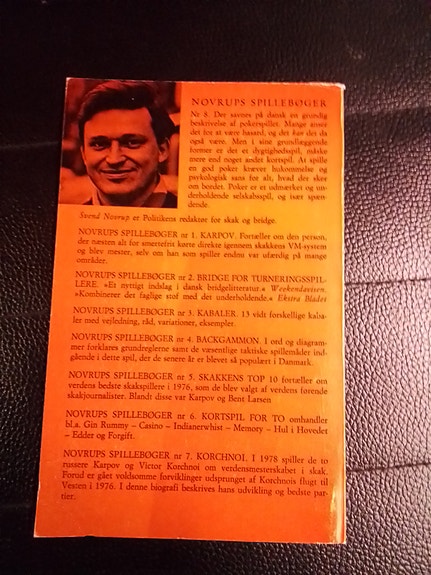 NOVRUPS SPILLEBØGER
Nr 8. Der savnes på dansk en grundig
beskrivelse af pokerspillet. Mange anser
det for at være hasard, og det kan det da
også være. Men i sine grundlæggende
former er det et dygtighedsspil, måske
mere end noget andet kortspil. At spille
en god poker kræver hukommelse og
psykologisk sans for alt, hvad der sker
om bordet. Poker er et udmærket og un-
derholdende selskabsspil, og især spæn-
dende.
Svend Novrup er Politikens redaktør for skak og bridge.
NOVRUPS SPILLEBØGER nr 1. KARPOV. Fortæller om den person,
der næsten alt for smertefrit kørte direkte igennem skakkens VM-system
og blev mester, selv om han som spiller endnu var ufærdig på mange
områder.
NOVRUPS SPILLEBØGER nr 2. BRIDGE FOR TURNERINGSSPIL-
LERE. »Et nyttigt indslag i dansk bridgelitteratur.« Weekendavisen.
»Kombinerer det faglige stof med det underholdende.« Ekstra Bladet
NOVRUPS SPILLEBØGER nr 3. KABALER. 13 vidt forskellige kaba-
ler med vejledning, råd, variationer, eksempler.
NOVRUPS SPILLEBØGER nr 4. BACKGAMMON. I ord og diagram-
mer forklares grundreglerne samt de væsentlige taktiske spillemåder ind-
gående i dette spil, der de senere år er blevet så populært i Danmark.
NOVRUPS SPILLEBØGER nr 5. SKAKKENS TOP 10 fortæller om
verdens bedste skakspillere i 1976, som de blev valgt af verdens førende
skakjournalister. Blandt disse var Karpov og Bent Larsen
NOVRUPS SPILLEBØGER nr 6. KORTSPIL FOR TO omhandler
bl.a. Gin Rummy – Casino – Indianerwhist – Memory – Hul i Hovedet
– Edder og Forgift.
NOVRUPS SPILLEBØGER nr 7. KORCHNOI. I 1978 spiller de to
russere Karpov og Victor Korchnoi om verdensmesterskabet i skak.
Forud er gået voldsomme forviklinger udsprunget af Korchnois flugt til
Vesten i 1976. I denne biografi beskrives hans udvikling og bedste par-
tier.